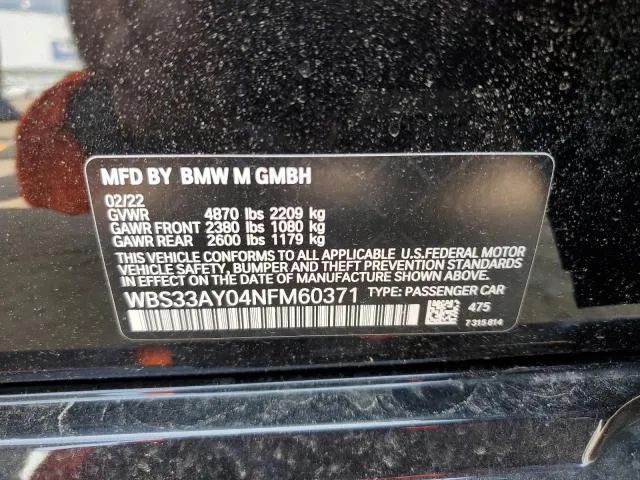 MFD BY BMW M GMBH
02/22
GVWR 4870 lbs 2209 kg
GAWR FRONT 2380 lbs 1080 kg
GAWR REAR 2600 lbs 1179 kg
THIS VEHICLE CONFORMS TO ALL APPLICABLE U.S.FEDERAL MOTOR
VEHICLE SAFETY, BUMPER AND THEFT PREVENTION STANDARDS
IN EFFECT ON THE DATE OF MANUFACTURE SHOWN ABOVE.
WBS33AY04NFM60371 TYPE: PASSENGER CAR
475
7 315 814